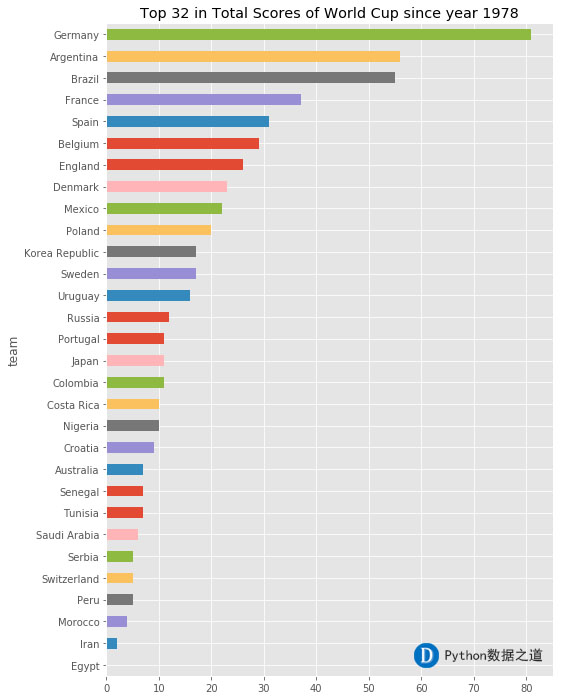 Top 32 in Total Scores of World Cup since year 1978
Germany
Argentina
Brazil
France
Spain
Belgium
England
Denmark
Mexico
Poland
Korea Republic
Sweden
Uruguay
Russia
Portugal
Japan
Colombia
Costa Rica
Nigeria
Croatia
Australia
Senegal
Tunisia
Saudi Arabia
Serbia
Switzerland
Peru
Morocco
Iran
Egypt
team
0 10 20 30 40 50 60 70 80
D Python数据之道